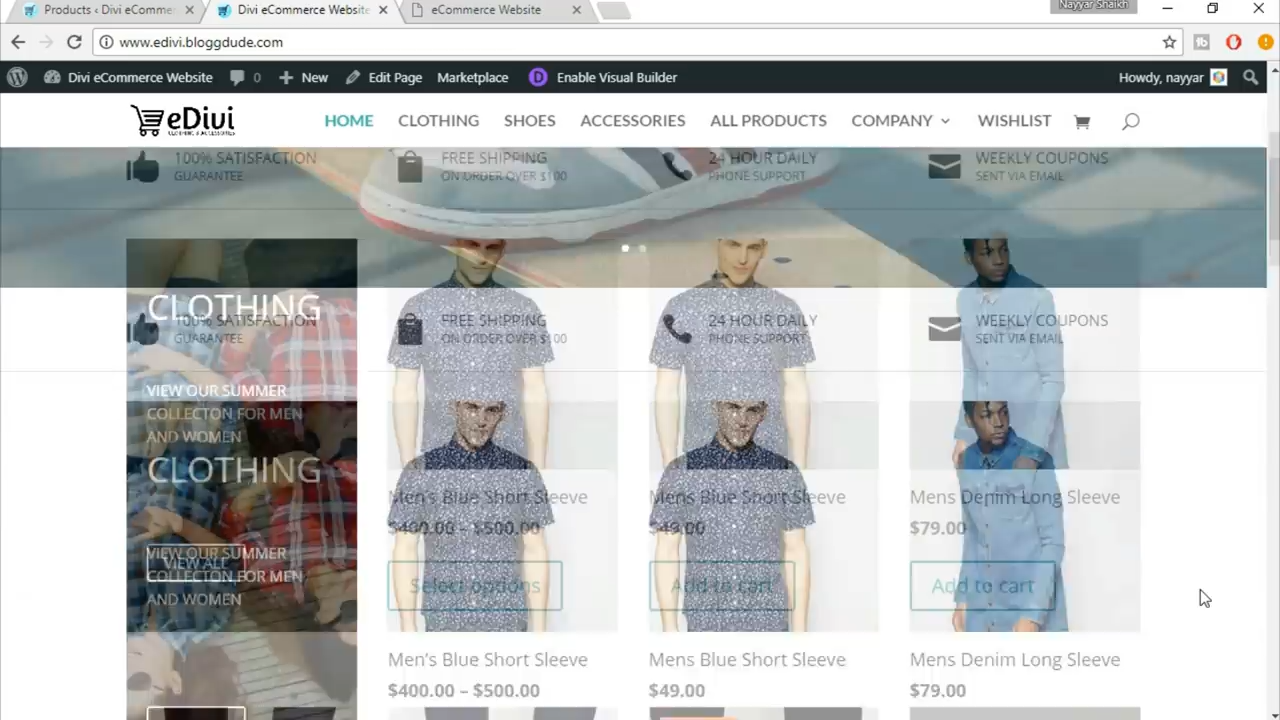 Nayyar Shaikh
Products ‹ Divi eComme
Divi eCommerce Website
eCommerce Website
www.edivi.bloggdude.com
Divi eCommerce Website 0 New Edit Page Marketplace D Enable Visual Builder Howdy, nayyar
eDivi
CLOTHING & ACCESSORIES
HOME CLOTHING SHOES ACCESSORIES ALL PRODUCTS COMPANY WISHLIST
100% SATISFACTION
GUARANTEE
FREE SHIPPING
ON ORDER OVER $100
24 HOUR DAILY
PHONE SUPPORT
WEEKLY COUPONS
SENT VIA EMAIL
CLOTHING
100% SATISFACTION
GUARANTEE
FREE SHIPPING
ON ORDER OVER $100
24 HOUR DAILY
PHONE SUPPORT
WEEKLY COUPONS
SENT VIA EMAIL
VIEW OUR SUMMER
COLLECTON FOR MEN
AND WOMEN
CLOTHING
Men's Blue Short Sleeve
$400.00 – $500.00
Select options
Mens Blue Short Sleeve
$49.00
Add to cart
Mens Denim Long Sleeve
$79.00
Add to cart
VIEW OUR SUMMER
VIEW ALL
COLLECTON FOR MEN
AND WOMEN
Men's Blue Short Sleeve
$400.00 – $500.00
Mens Blue Short Sleeve
$49.00
Mens Denim Long Sleeve
$79.00